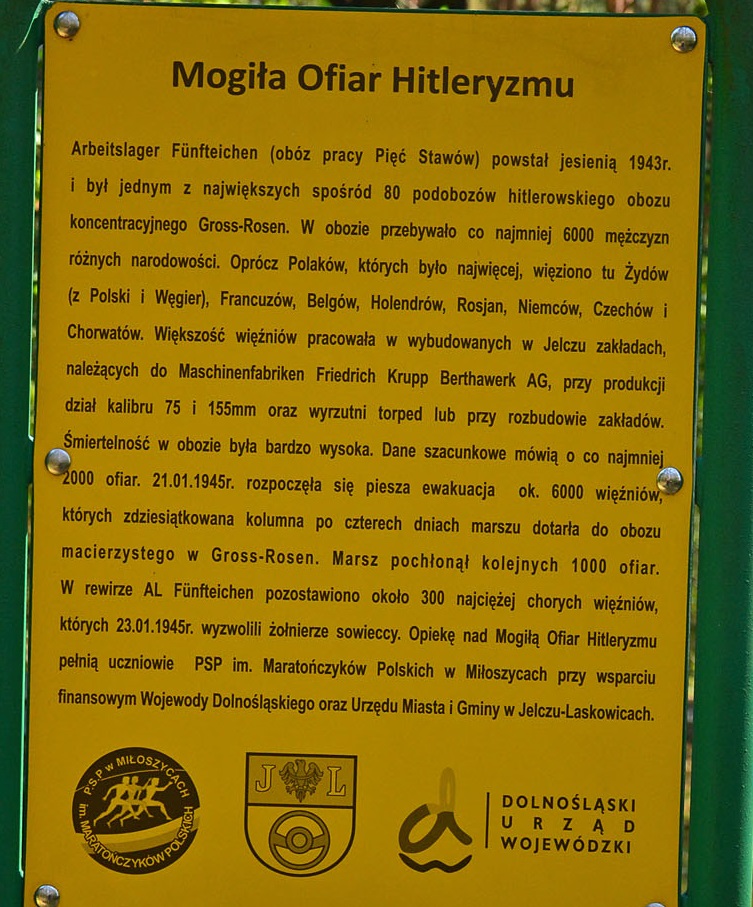 Mogiła Ofiar Hitleryzmu
Arbeitslager Fünfteichen (obóz pracy Pięć Stawów) powstał jesienią 1943r.
i był jednym z największych spośród 80 podobozów hitlerowskiego obozu
koncentracyjnego Gross-Rosen. W obozie przebywało co najmniej 6000 mężczyzn
różnych narodowości. Oprócz Polaków, których było najwięcej, więziono tu Żydów
(z Polski i Węgier), Francuzów, Belgów, Holendrów, Rosjan, Niemców, Czechów i
Chorwatów. Większość więźniów pracowała w wybudowanych w Jelczu zakładach,
należących do Maschinenfabriken Friedrich Krupp Berthawerk AG, przy produkcji
dział kalibru 75 i 155mm oraz wyrzutni torped lub przy rozbudowie zakładów.
Śmiertelność w obozie była bardzo wysoka. Dane szacunkowe mówią o co najmniej
2000 ofiar. 21.01.1945r. rozpoczęła się piesza ewakuacja ok. 6000 więźniów,
których zdziesiątkowana kolumna po czterech dniach marszu dotarła do obozu
macierzystego w Gross-Rosen. Marsz pochłonął kolejnych 1000 ofiar.
W rewirze AL Fünfteichen pozostawiono około 300 najciężej chorych więźniów,
których 23.01.1945r. wyzwolili żołnierze sowieccy. Opiekę nad Mogiłą Ofiar Hitleryzmu
pełnią uczniowie PSP im. Maratończyków Polskich w Miłoszycach przy wsparciu
finansowym Wojewody Dolnośląskiego oraz Urzędu Miasta i Gminy w Jelczu-Laskowicach.
P.S.P w MIŁOSZYCACH
im. MARATOŃCZYKÓW POLSKICH
J L
DOLNOŚLĄSKI
URZĄD
WOJEWÓDZKI